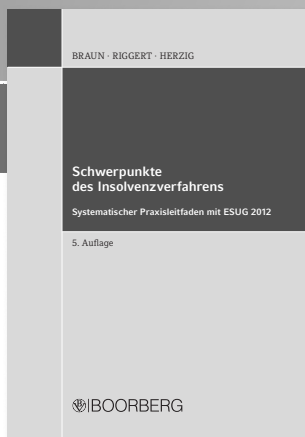 BRAUN · RIGGERT · HERZIG
Schwerpunkte
des Insolvenzverfahrens
Systematischer Praxisleitfaden mit ESUG 2012
5. Auflage
BOORBERG